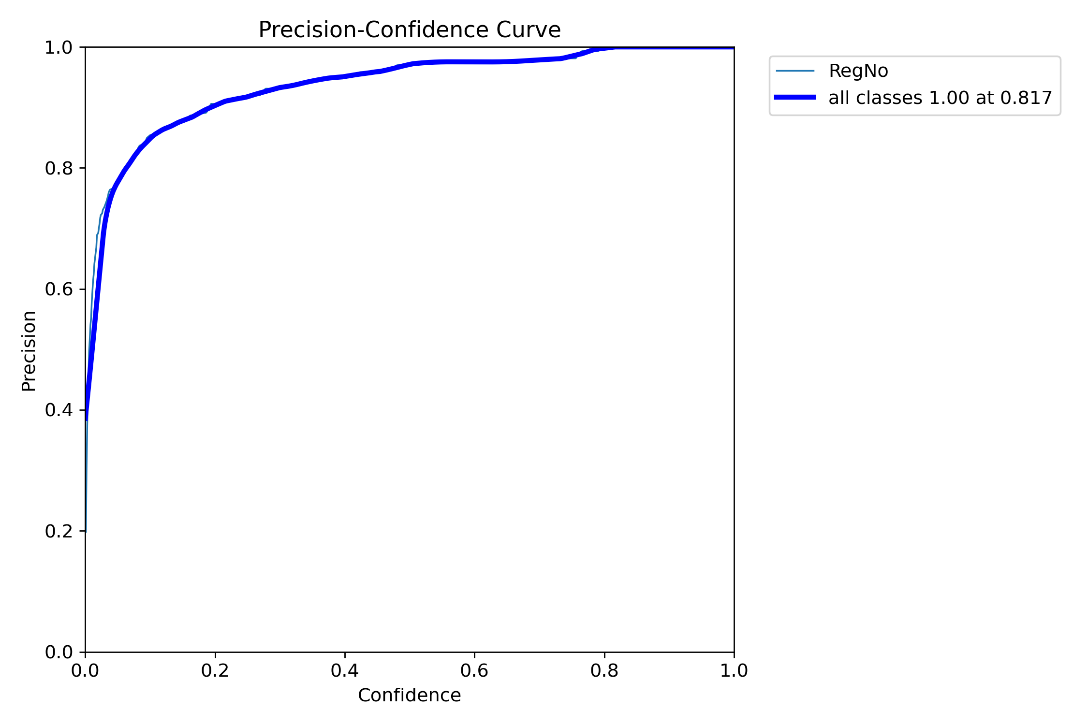 Precision-Confidence Curve
RegNo
all classes 1.00 at 0.817
1.0
0.8
0.6
0.4
0.2
0.0
Precision
0.0 0.2 0.4 0.6 0.8 1.0
Confidence